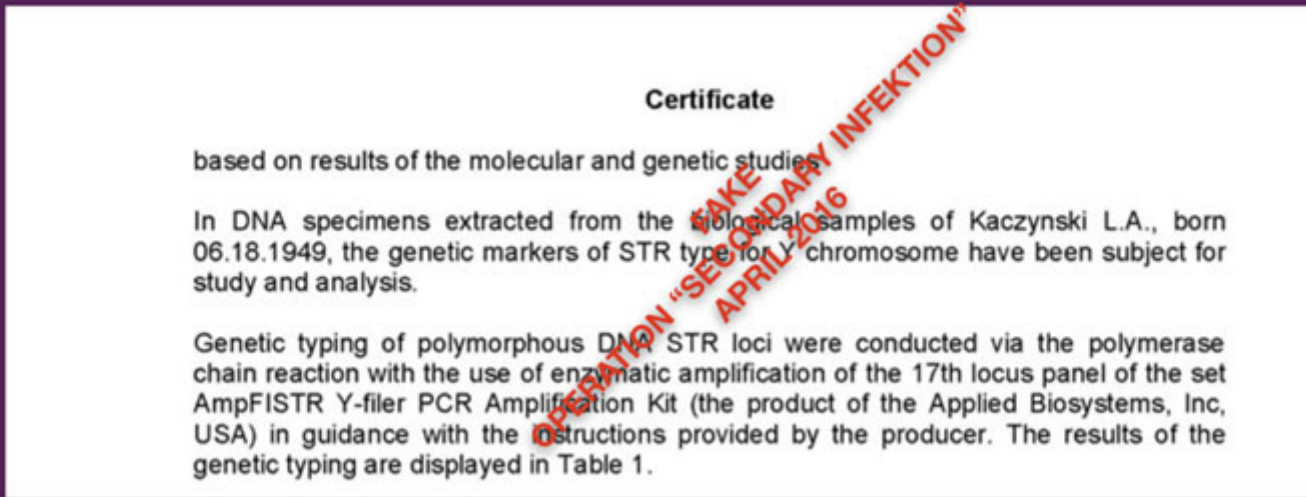 Certificate
based on results of the molecular and genetic studies
In DNA specimens extracted from the biological samples of Kaczynski L.A., born
06.18.1949, the genetic markers of STR type for Y chromosome have been subject for
study and analysis.
Genetic typing of polymorphous DNA STR loci were conducted via the polymerase
chain reaction with the use of enzymatic amplification of the 17th locus panel of the set
AmpFISTR Y-filer PCR Amplification Kit (the product of the Applied Biosystems, Inc,
USA) in guidance with the instructions provided by the producer. The results of the
genetic typing are displayed in Table 1.
FAKE
OPERATION “SECONDARY INFEKTION”
APRIL 2016